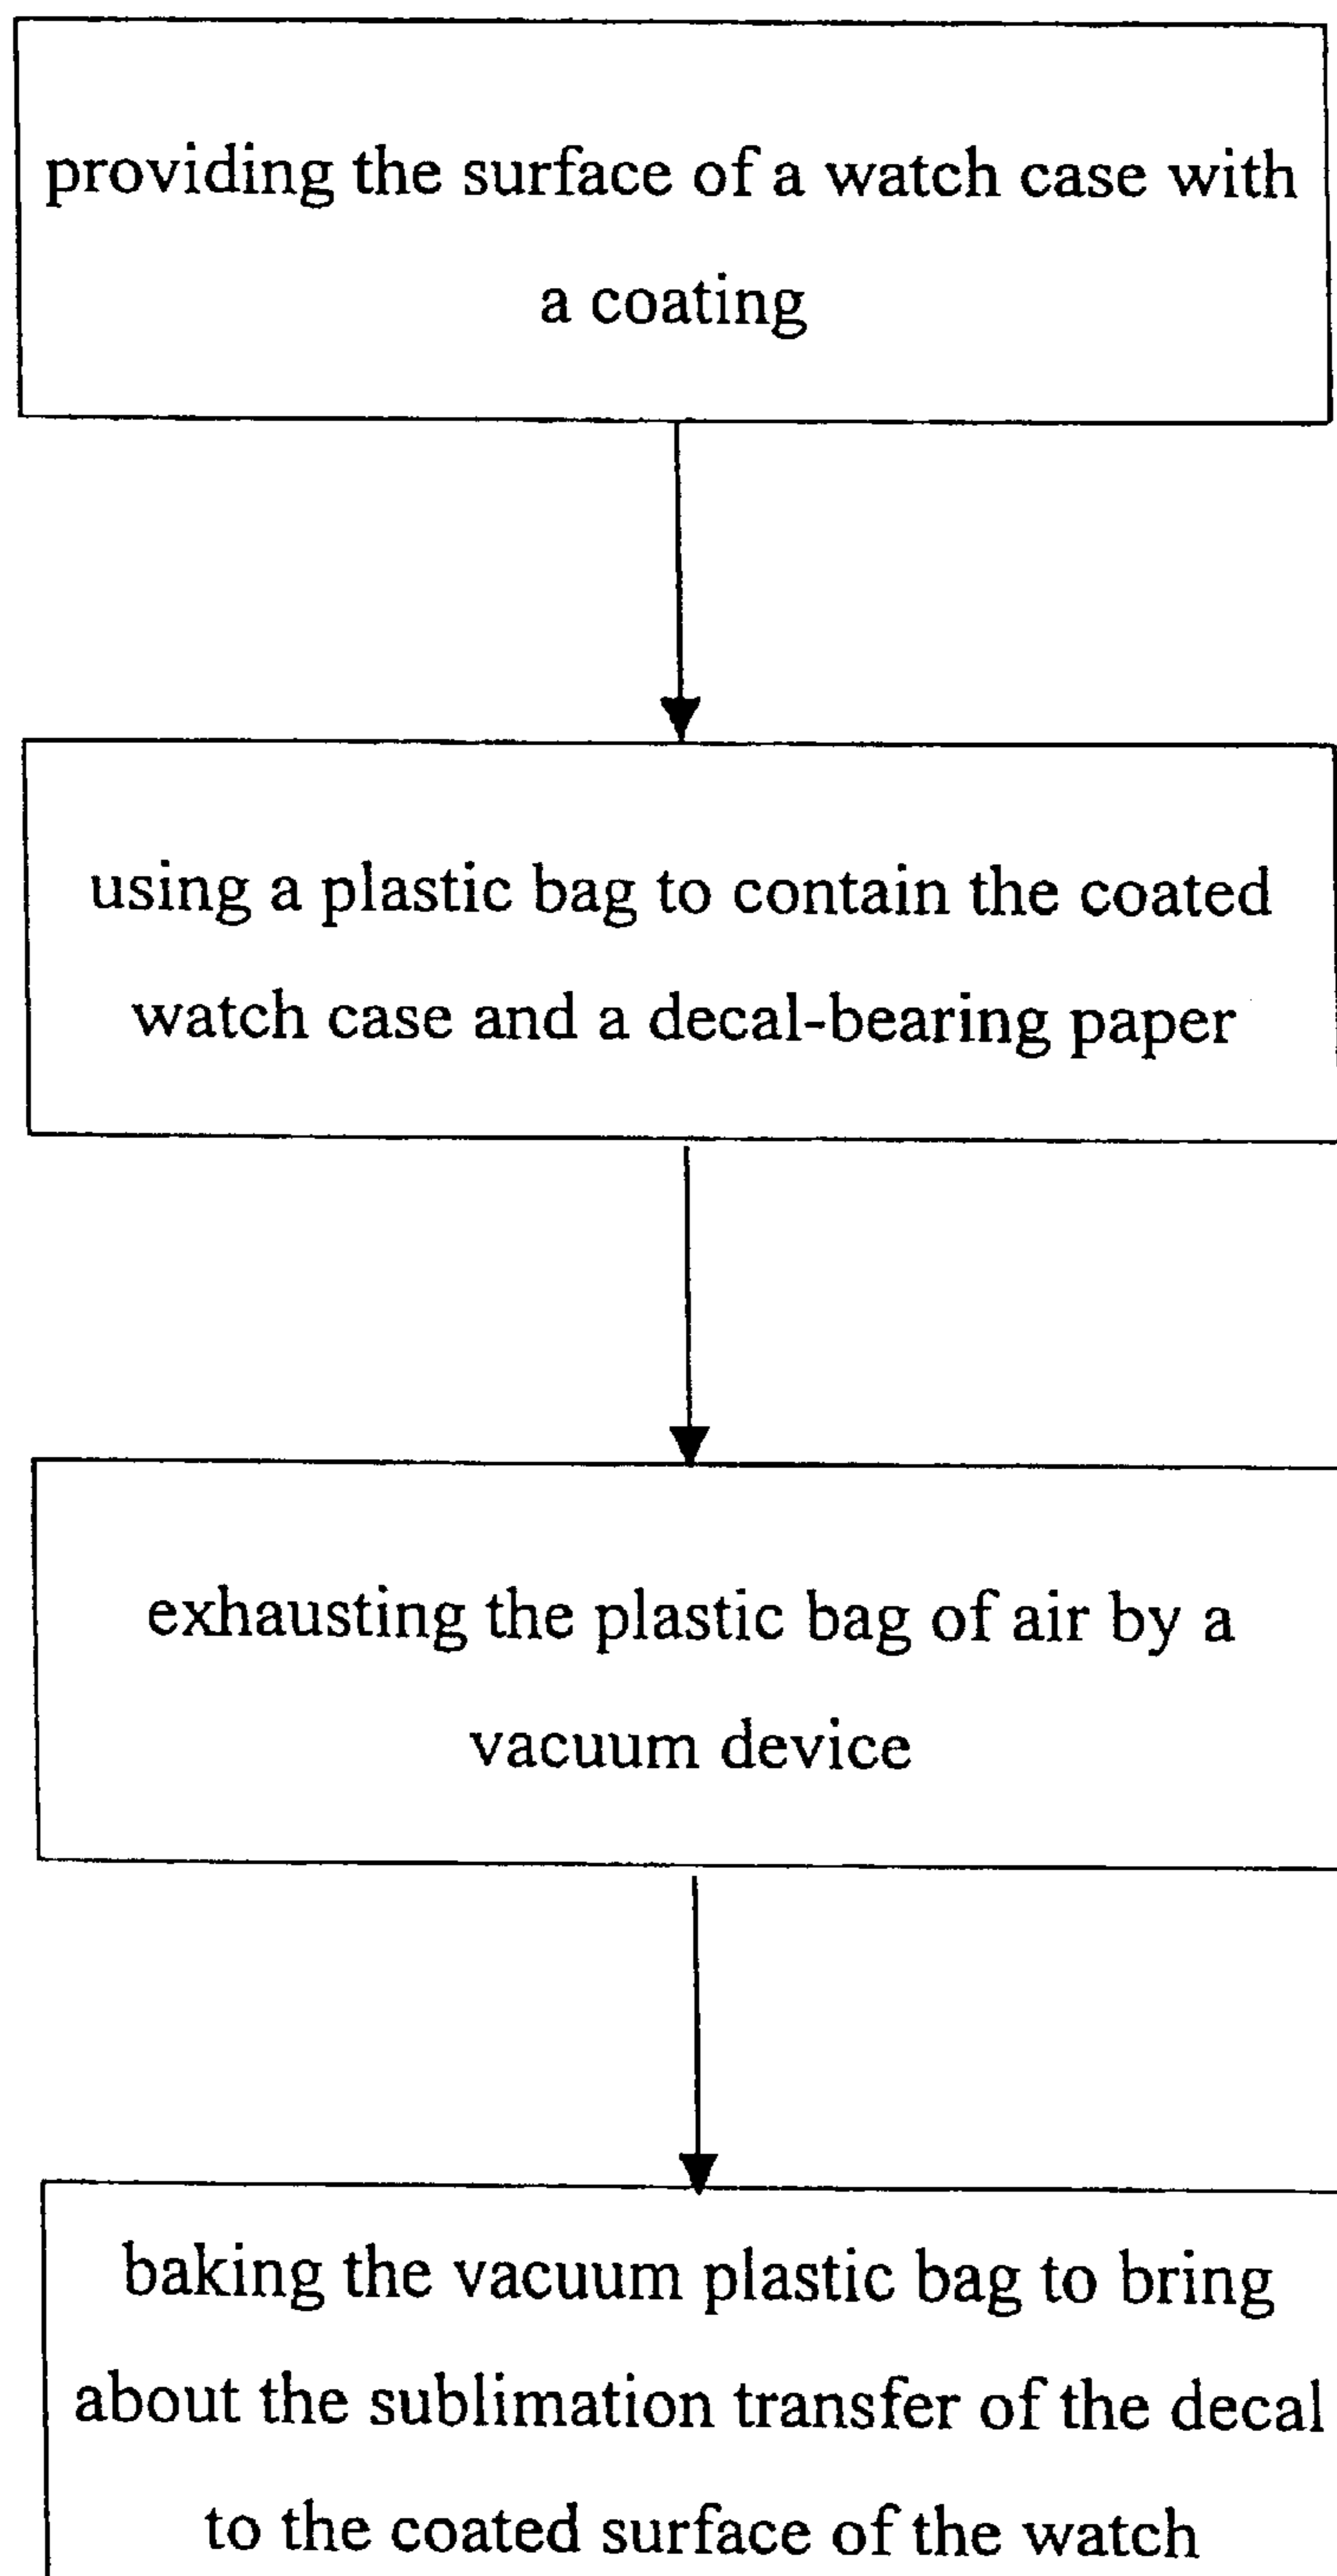 providing the surface of a watch case with
a coating
using a plastic bag to contain the coated
watch case and a decal-bearing paper
exhausting the plastic bag of air by a
vacuum device
baking the vacuum plastic bag to bring
about the sublimation transfer of the decal
to the coated surface of the watch